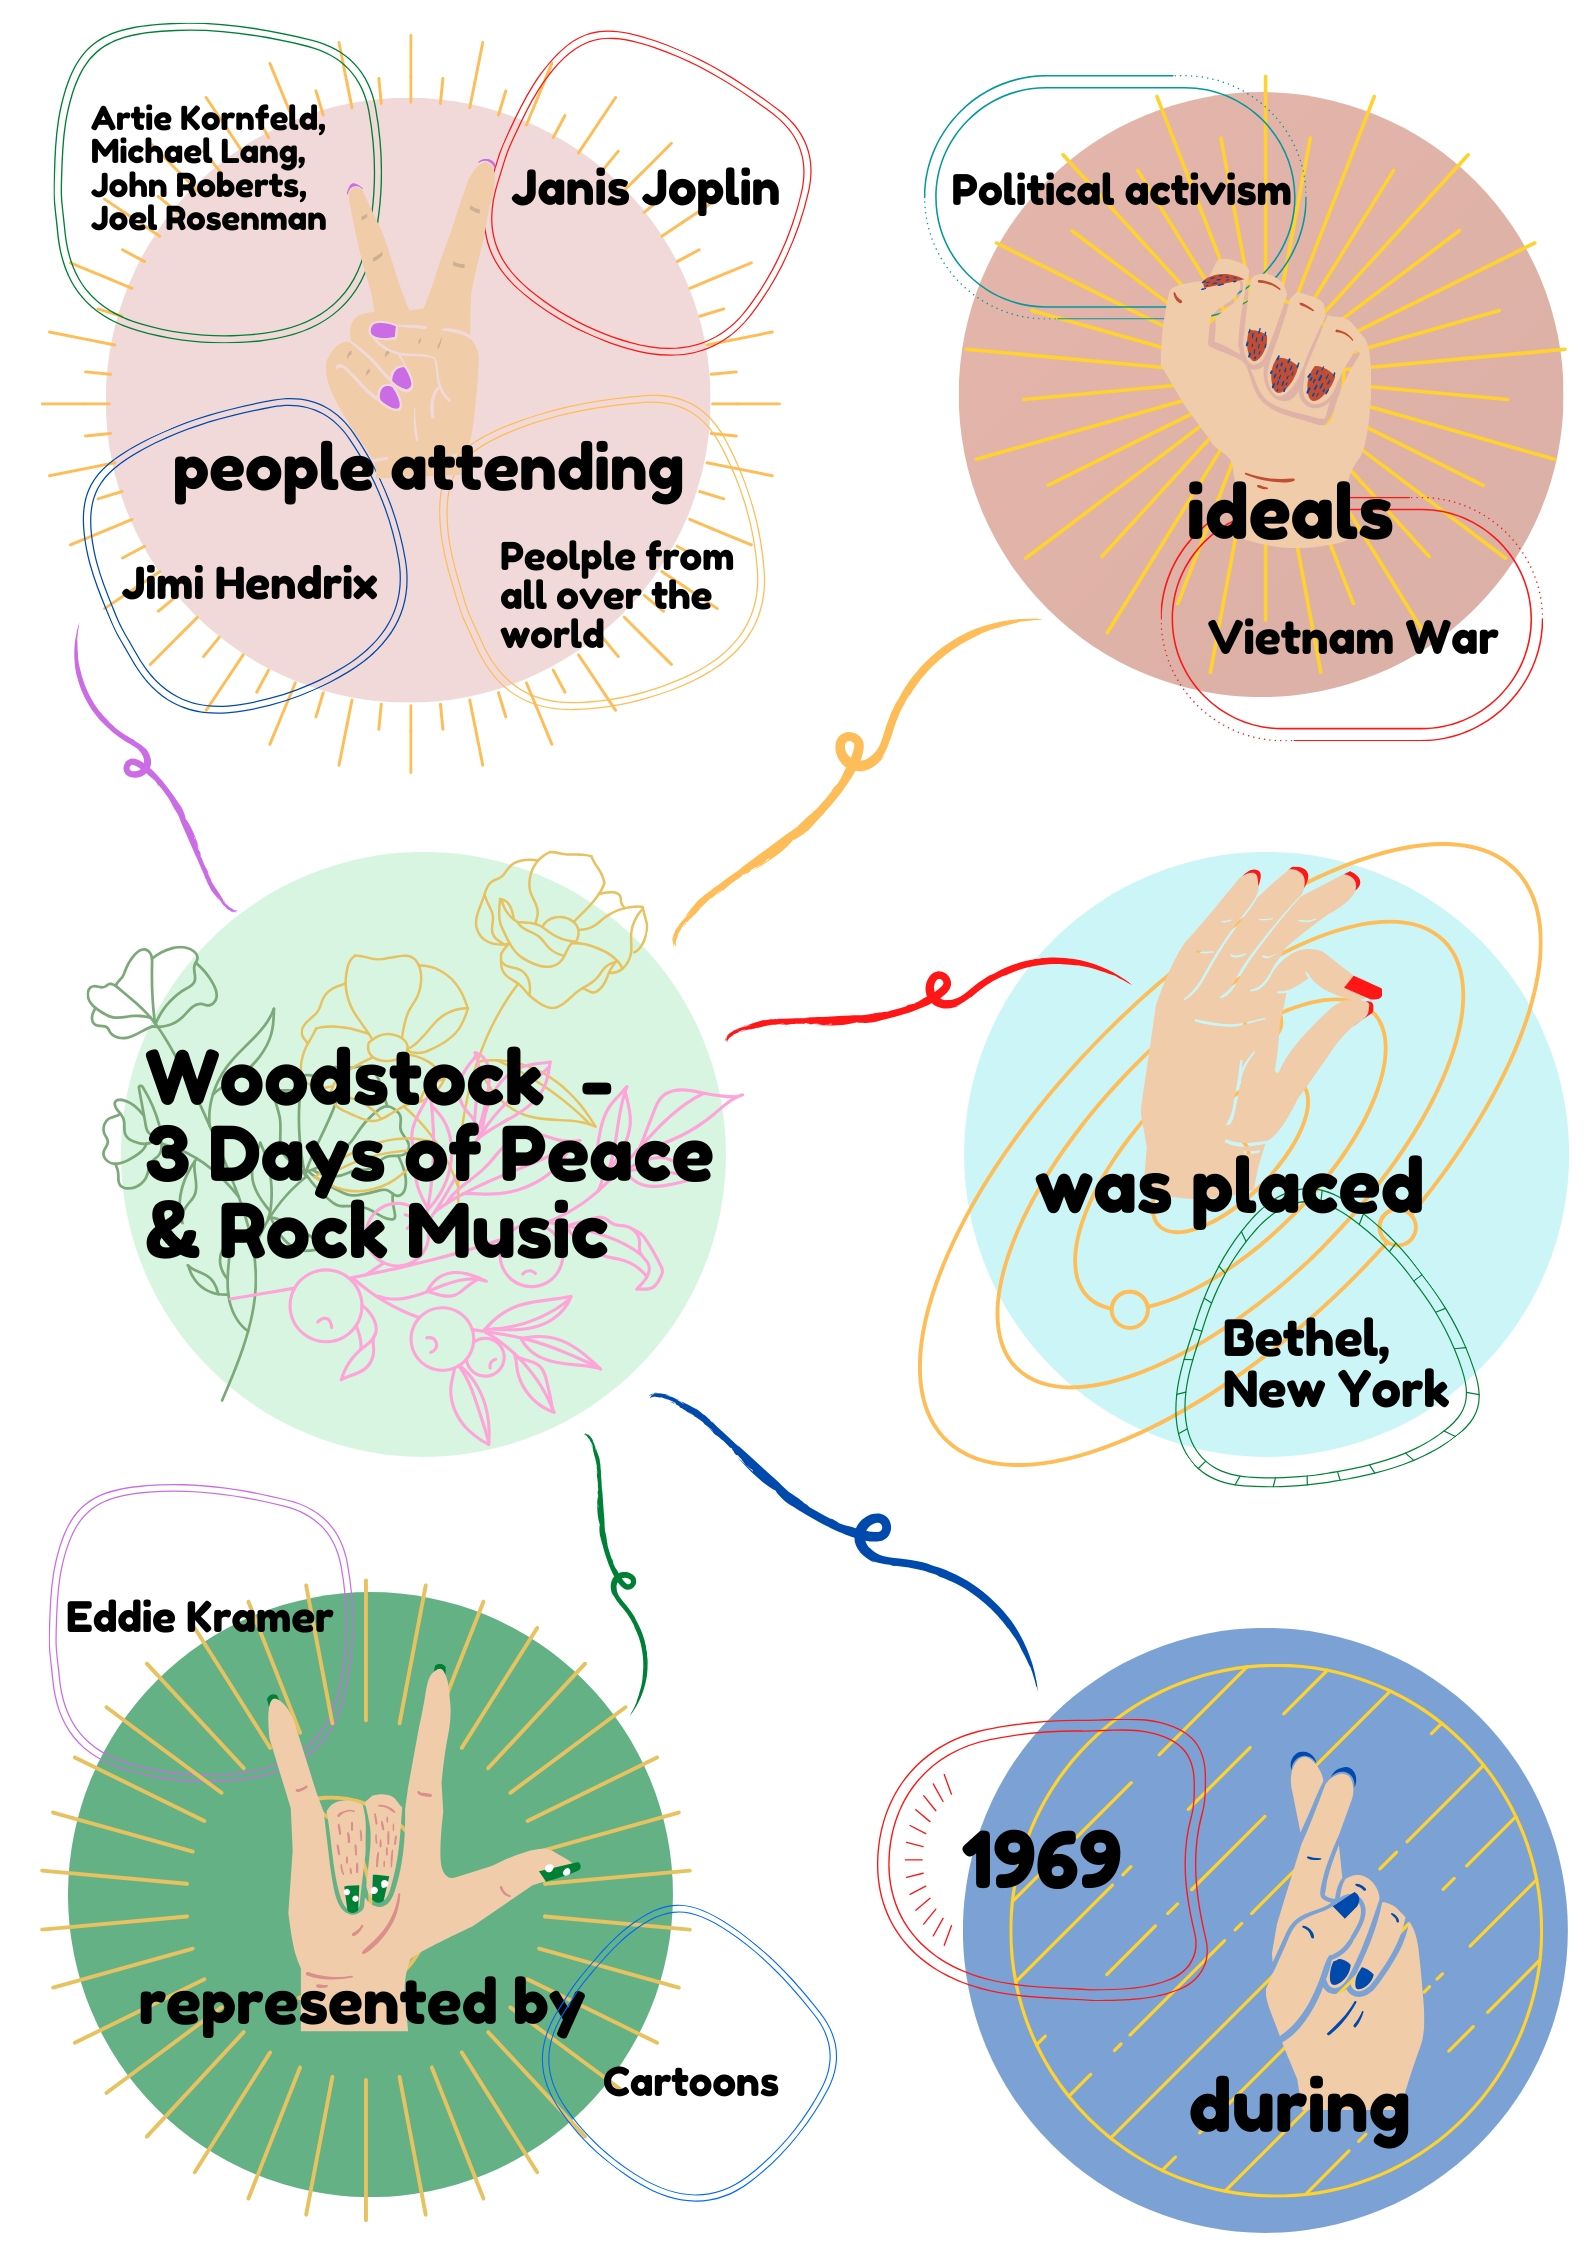 Artie Kornfeld,
Michael Lang,
John Roberts,
Joel Rosenman
Janis Joplin
people attending
Jimi Hendrix
Peolple from
all over the
world
Political activism
ideals
Vietnam War
Woodstock -
3 Days of Peace
& Rock Music
was placed
Bethel,
New York
Eddie Kramer
represented by
Cartoons
1969
during